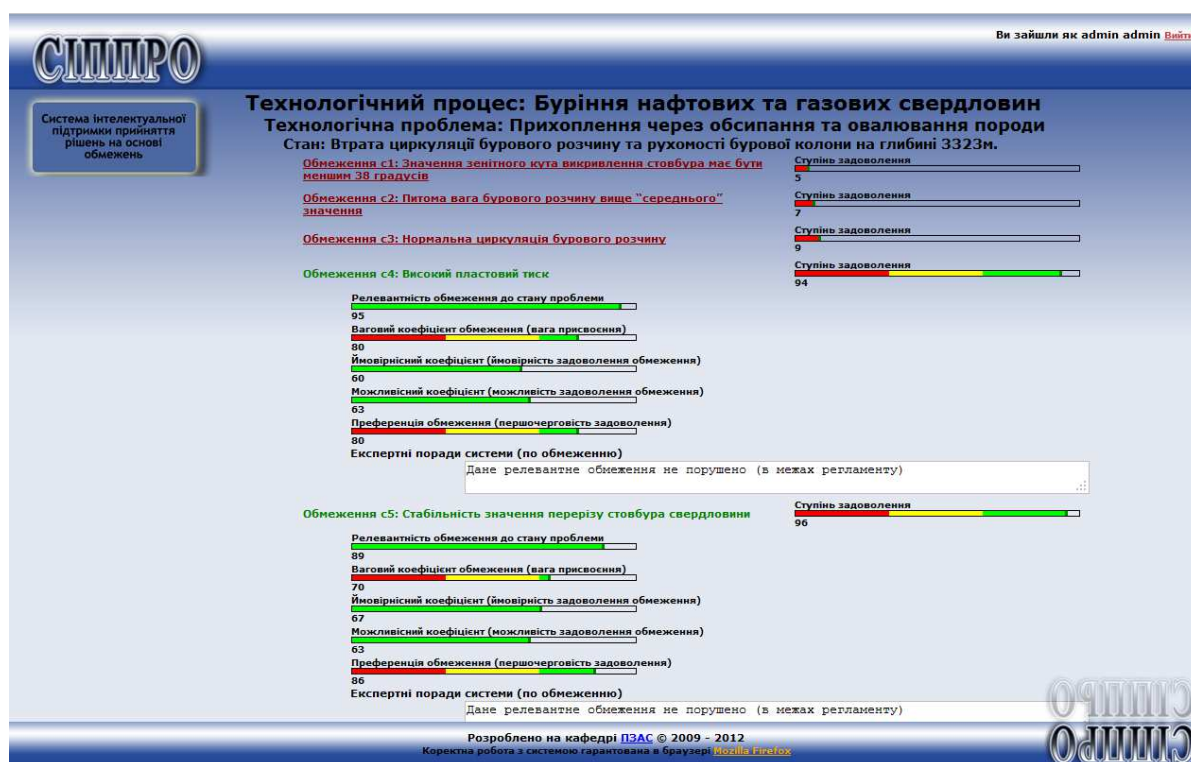 СІППРО
Ви зайшли як admin admin Вийти
Система інтелектуальної
підтримки прийняття
рішень на основі
обмежень
Технологічний процес: Буріння нафтових та газових свердловин
Технологічна проблема: Прихоплення через обсипання та овалювання породи
Стан: Втрата циркуляції бурового розчину та рухомості бурової колони на глибині 3323м.
Обмеження c1: Значення зенітного кута викривлення стовбура має бути
меншим 38 градусів
Ступінь задоволення
5
Обмеження c2: Питома вага бурового розчину вище "середнього"
значення
Ступінь задоволення
7
Обмеження c3: Нормальна циркуляція бурового розчину
Ступінь задоволення
9
Обмеження c4: Високий пластовий тиск
Ступінь задоволення
94
Релевантність обмеження до стану проблеми
95
Ваговий коефіцієнт обмеження (вага присвоєння)
80
Ймовірнісний коефіцієнт (ймовірність задоволення обмеження)
60
Можливісний коефіцієнт (можливість задоволення обмеження)
63
Преференція обмеження (першочерговість задоволення)
80
Експертні поради системи (по обмеженню)
Дане релевантне обмеження не порушено (в межах регламенту)
Обмеження c5: Стабільність значення перерізу стовбура свердловини
Ступінь задоволення
96
Релевантність обмеження до стану проблеми
89
Ваговий коефіцієнт обмеження (вага присвоєння)
70
Ймовірнісний коефіцієнт (ймовірність задоволення обмеження)
67
Можливісний коефіцієнт (можливість задоволення обмеження)
63
Преференція обмеження (першочерговість задоволення)
86
Експертні поради системи (по обмеженню)
Дане релевантне обмеження не порушено (в межах регламенту)
Розроблено на кафедрі ПЗАС © 2009 - 2012
Коректна робота з системою гарантована в браузері Mozilla Firefox
СІППРО
СІППРО